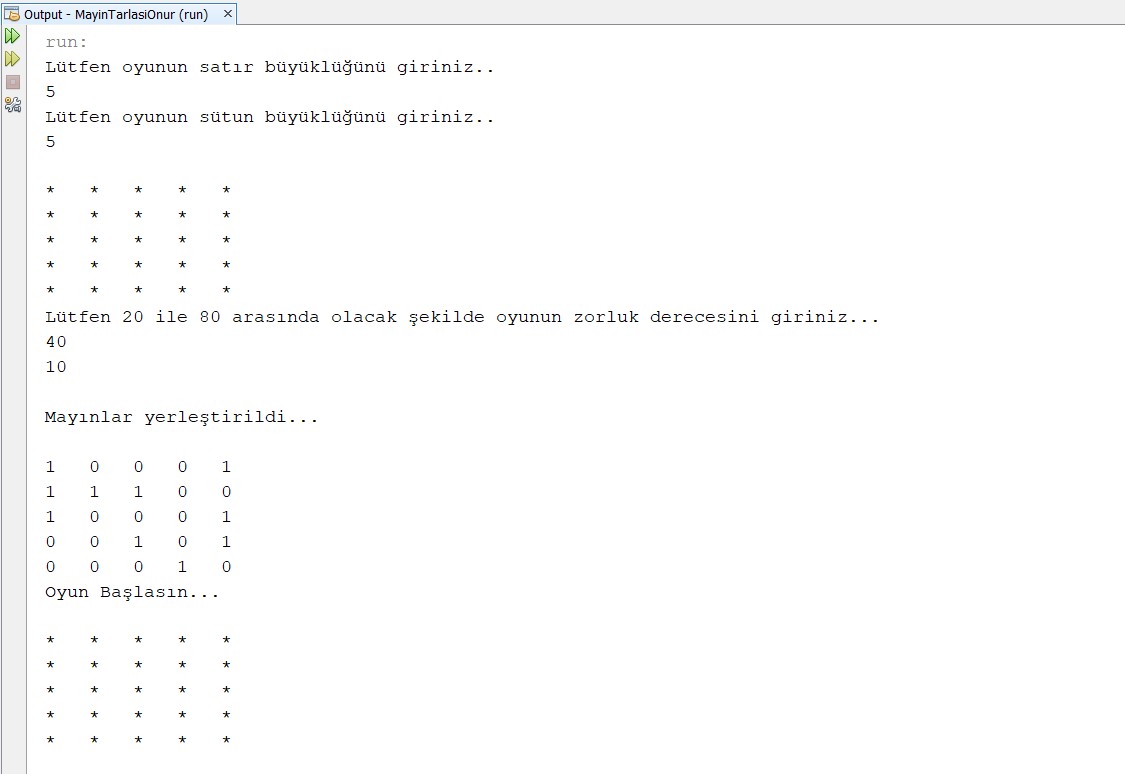 Output - MayinTarlasiOnur (run)
run:
Lütfen oyunun satır büyüklüğünü giriniz..
5
Lütfen oyunun sütun büyüklüğünü giriniz..
5
* * * * *
* * * * *
* * * * *
* * * * *
* * * * *
Lütfen 20 ile 80 arasında olacak şekilde oyunun zorluk derecesini giriniz...
40
10
Mayınlar yerleştirildi...
1 0 0 0 1
1 1 1 0 0
1 0 0 0 1
0 0 1 0 1
0 0 0 1 0
Oyun Başlasın...
* * * * *
* * * * *
* * * * *
* * * * *
* * * * *